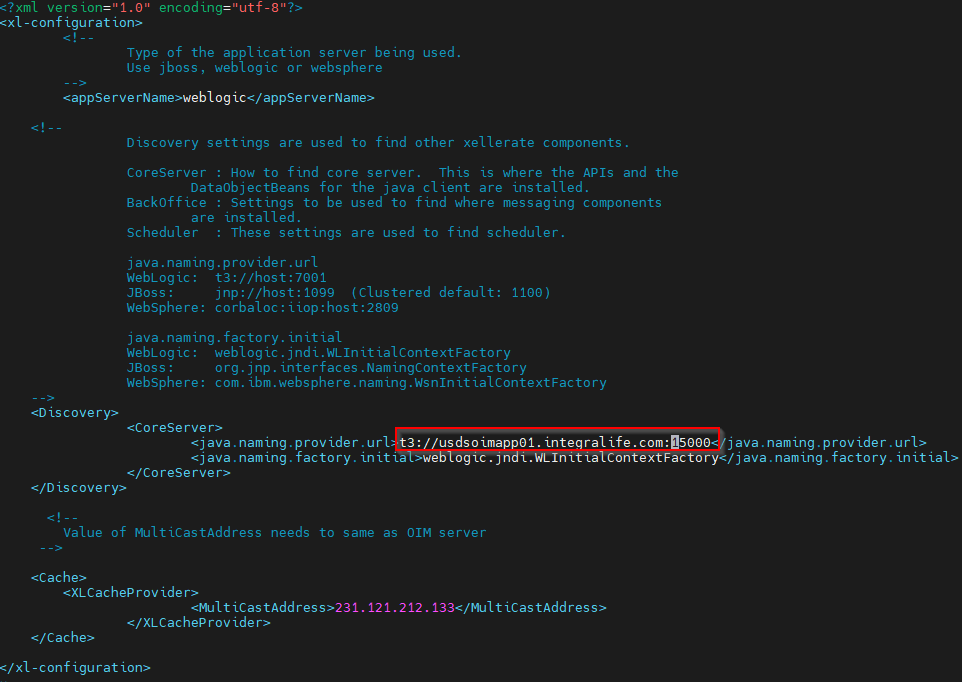 <?xml version="1.0" encoding="utf-8"?>
<xl-configuration>
<!--
Type of the application server being used.
Use jboss, weblogic or websphere
-->
<appServerName>weblogic</appServerName>
<!--
Discovery settings are used to find other xellerate components.
CoreServer : How to find core server.  This is where the APIs and the
DataObjectBeans for the java client are installed.
BackOffice : Settings to be used to find where messaging components
are installed.
Scheduler  : These settings are used to find scheduler.
java.naming.provider.url
WebLogic:  t3://host:7001
JBoss:     jnp://host:1099  (Clustered default: 1100)
WebSphere: corbaloc:iiop:host:2809
java.naming.factory.initial
WebLogic:  weblogic.jndi.WLInitialContextFactory
JBoss:     org.jnp.interfaces.NamingContextFactory
WebSphere: com.ibm.websphere.naming.WsnInitialContextFactory
-->
<Discovery>
<CoreServer>
<java.naming.provider.url>t3://usdsoimapp01.integralife.com:15000</java.naming.provider.url>
<java.naming.factory.initial>weblogic.jndi.WLInitialContextFactory</java.naming.factory.initial>
</CoreServer>
</Discovery>
<!--
Value of MultiCastAddress needs to same as OIM server
-->
<Cache>
<XLCacheProvider>
<MultiCastAddress>231.121.212.133</MultiCastAddress>
</XLCacheProvider>
</Cache>
</xl-configuration>